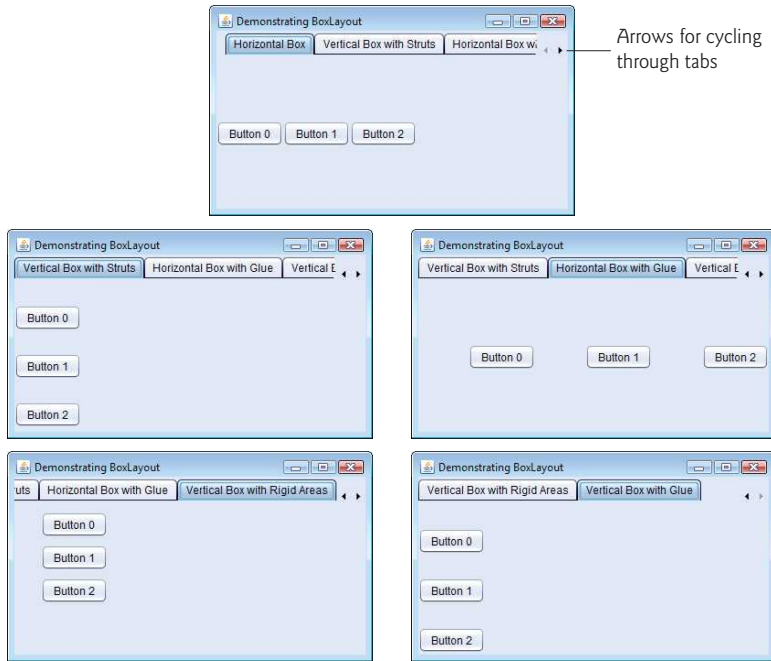 Demonstrating BoxLayout
Horizontal Box Vertical Box with Struts Horizontal Box wi
Arrows for cycling
through tabs
Button 0 Button 1 Button 2
Demonstrating BoxLayout
Vertical Box with Struts Horizontal Box with Glue Vertical E
Button 0
Button 1
Button 2
Demonstrating BoxLayout
Vertical Box with Struts Horizontal Box with Glue Vertical E
Button 0 Button 1 Button 2
Demonstrating BoxLayout
uts Horizontal Box with Glue Vertical Box with Rigid Areas
Button 0
Button 1
Button 2
Demonstrating BoxLayout
Vertical Box with Rigid Areas Vertical Box with Glue
Button 0
Button 1
Button 2